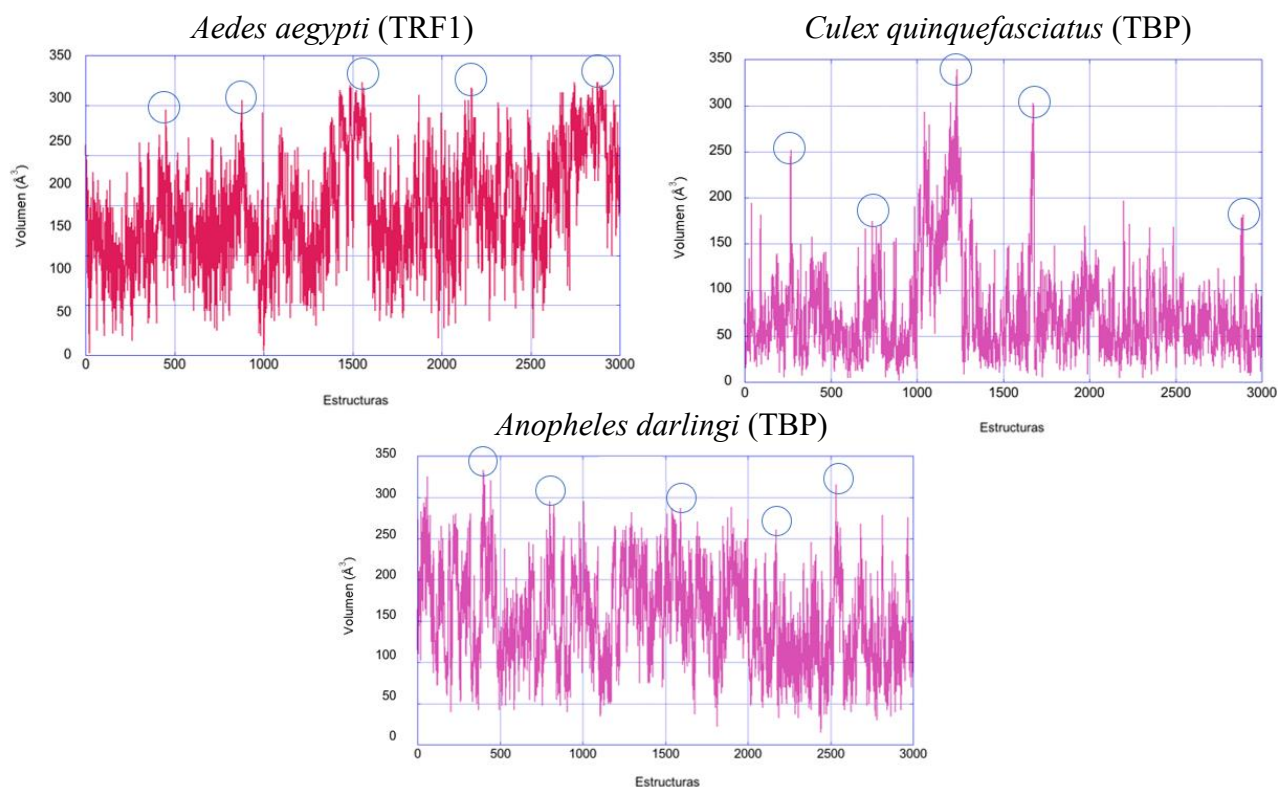 Aedes aegypti (TRF1)
350
300
250
200
150
100
50
0
Volumen (Å³)
0 500 1000 1500 2000 2500 3000
Estructuras
Culex quinquefasciatus (TBP)
350
300
250
200
150
100
50
0
Volumen (Å³)
0 500 1000 1500 2000 2500 3000
Estructuras
Anopheles darlingi (TBP)
350
300
250
200
150
100
50
0
Volumen (Å³)
0 500 1000 1500 2000 2500 3000
Estructuras